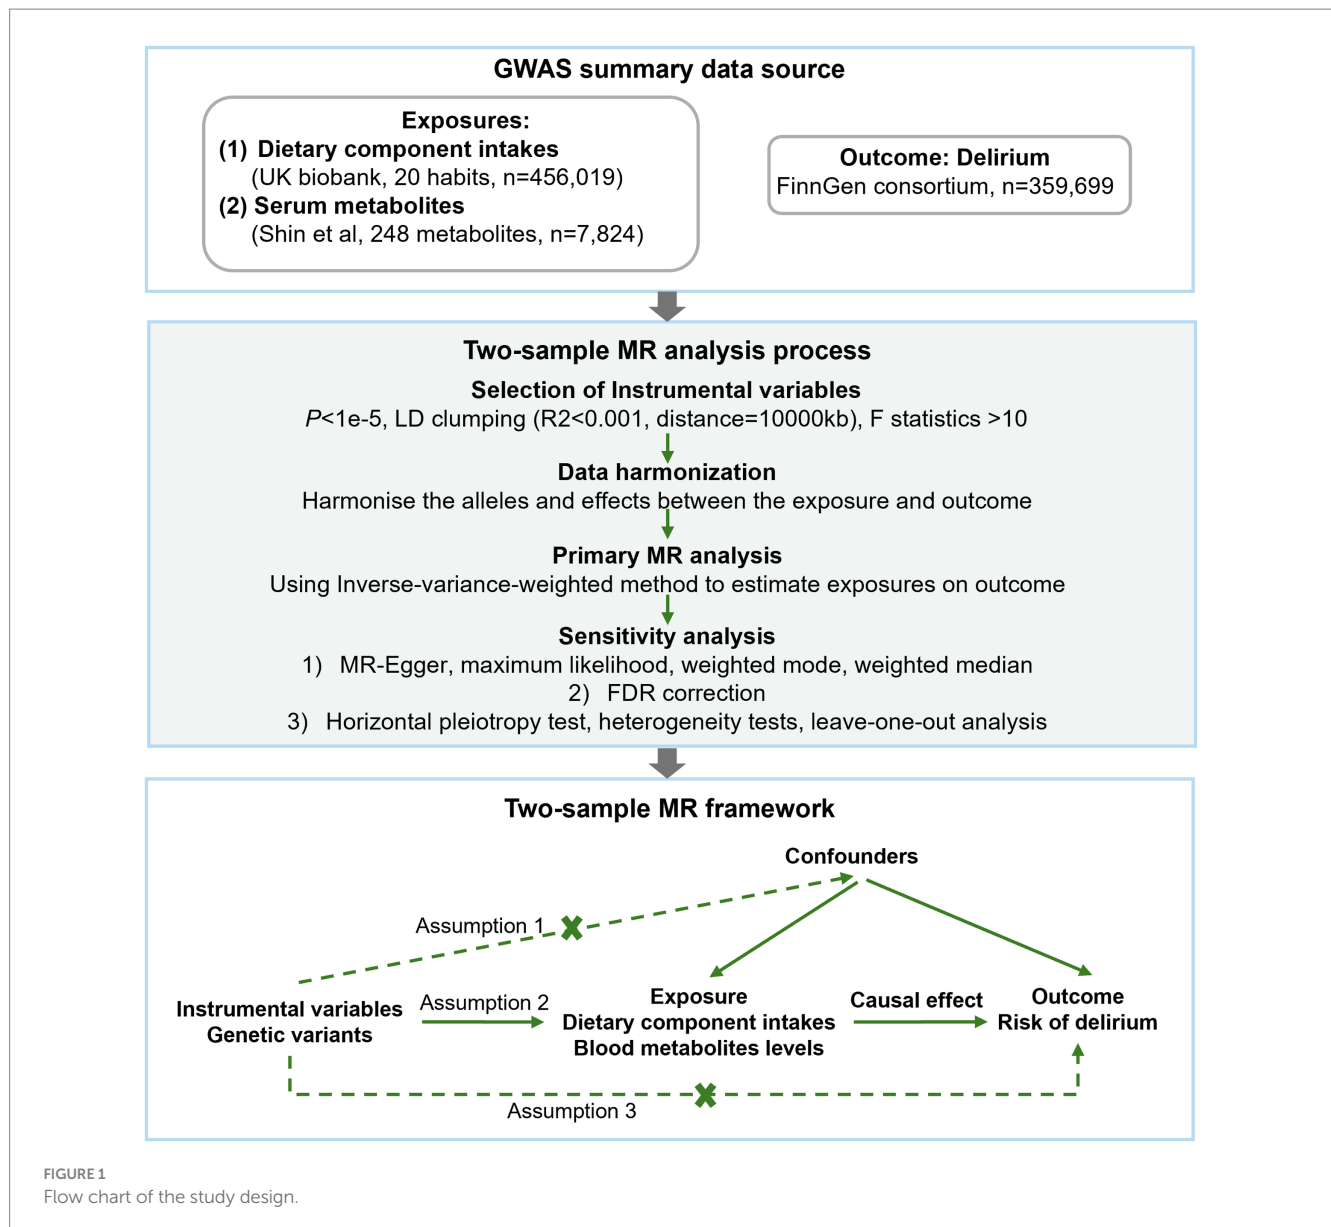 GWAS summary data source
Exposures:
(1) Dietary component intakes
(UK biobank, 20 habits, n=456,019)
(2) Serum metabolites
(Shin et al, 248 metabolites, n=7,824)
Outcome: Delirium
FinnGen consortium, n=359,699
Two-sample MR analysis process
Selection of Instrumental variables
P<1e-5, LD clumping (R2<0.001, distance=10000kb), F statistics >10
Data harmonization
Harmonise the alleles and effects between the exposure and outcome
Primary MR analysis
Using Inverse-variance-weighted method to estimate exposures on outcome
Sensitivity analysis
1) MR-Egger, maximum likelihood, weighted mode, weighted median
2) FDR correction
3) Horizontal pleiotropy test, heterogeneity tests, leave-one-out analysis
Two-sample MR framework
Confounders
Assumption 1
Instrumental variables
Genetic variants
Assumption 2
Exposure
Dietary component intakes
Blood metabolites levels
Causal effect
Outcome
Risk of delirium
Assumption 3
FIGURE 1
Flow chart of the study design.